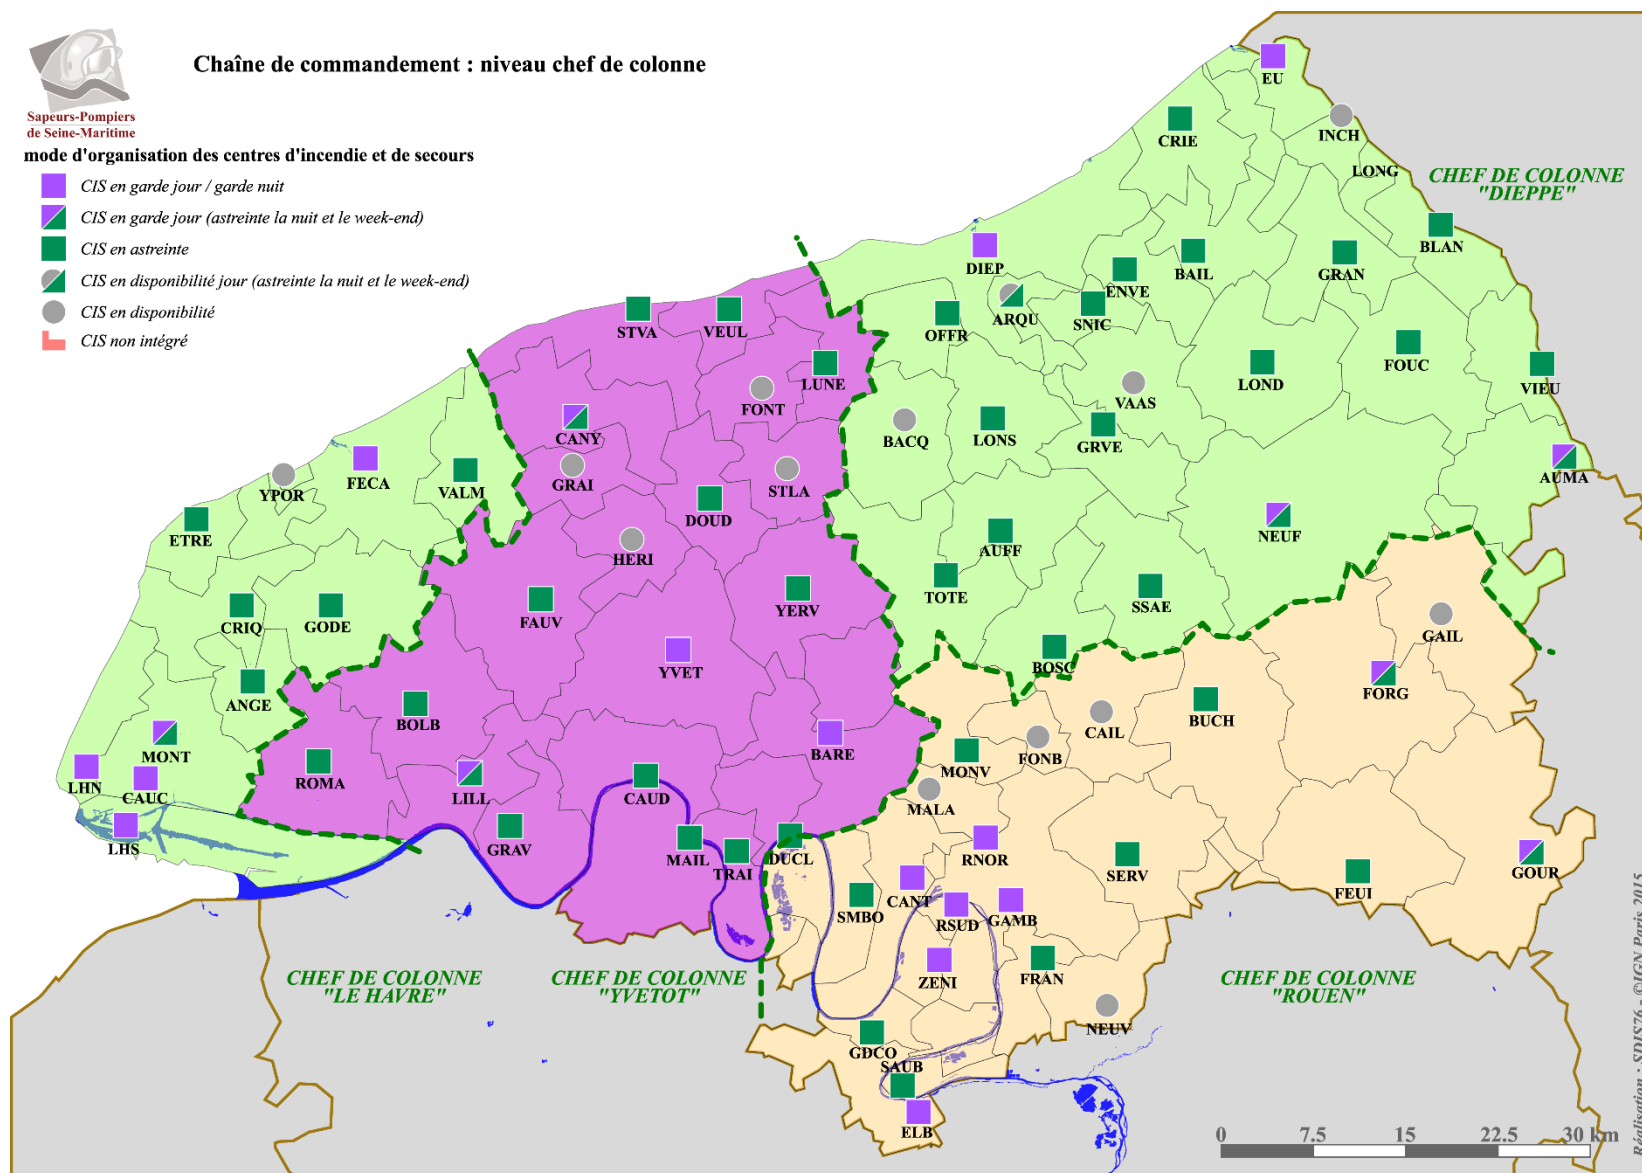 Chaîne de commandement : niveau chef de colonne
Sapeurs-Pompiers
de Seine-Maritime
mode d'organisation des centres d'incendie et de secours
CIS en garde jour / garde nuit
CIS en garde jour (astreinte la nuit et le week-end)
CIS en astreinte
CIS en disponibilité jour (astreinte la nuit et le week-end)
CIS en disponibilité
CIS non intégré
EU
INCH
CRIE
LONG
CHEF DE COLONNE
"DIEPPE"
BLAN
DIEP
BAIL
GRAN
ENVE
ARQU
SNIC
OFFR
STVA
VEUL
LUNE
FOUC
LOND
VIEU
FONT
VAAS
CANY
BACQ
LONS
GRVE
FECA
YPOR
VALM
GRAI
STLA
AUMA
DOUD
ETRE
NEUF
AUFF
HERI
TOTE
YERV
SSAE
CRIQ
GODE
FAUV
GAIL
YVET
BOSC
FORG
ANGE
BOLB
BUCH
CAIL
MONT
BARE
FONB
MONV
LHN
CAUC
ROMA
LILL
CAUD
MALA
LHS
GRAV
MAIL
TRAI
DUCL
RNOR
SERV
GOUR
FEUI
CANT
SMBO
RSUD
GAMB
ZENI
FRAN
CHEF DE COLONNE
"LE HAVRE"
CHEF DE COLONNE
"YVETOT"
CHEF DE COLONNE
"ROUEN"
NEUV
GDCO
SAUB
ELB
0 7.5 15 22.5 30 km
Réalisation : SDIS76 - ©IGN Paris 2015